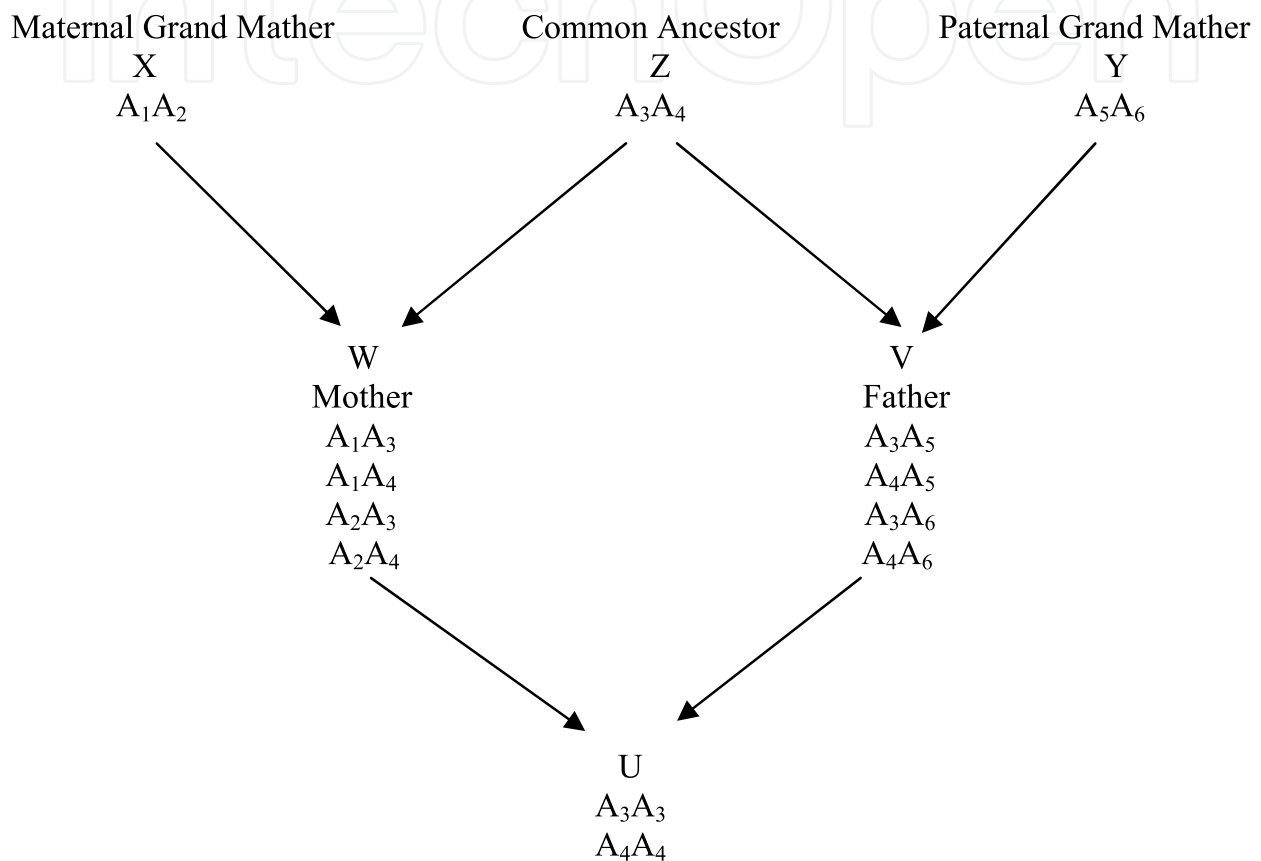 IntechOpen
Maternal Grand Mather
X
A₁A₂
Common Ancestor
Z
A₃A₄
Paternal Grand Mather
Y
A₅A₆
W
Mother
A₁A₃
A₁A₄
A₂A₃
A₂A₄
V
Father
A₃A₅
A₄A₅
A₃A₆
A₄A₆
U
A₃A₃
A₄A₄